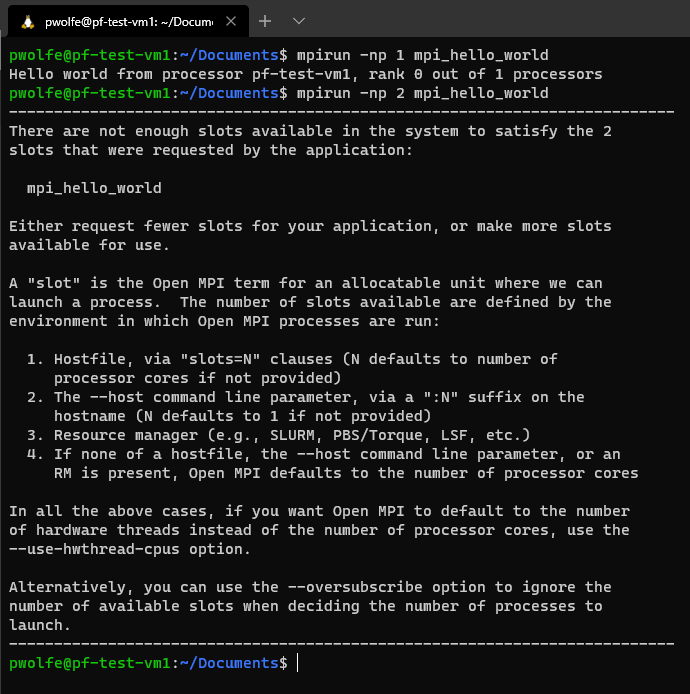 pwolfe@pf-test-vm1: ~/Docum
pwolfe@pf-test-vm1:~/Documents$ mpirun -np 1 mpi_hello_world
Hello world from processor pf-test-vm1, rank 0 out of 1 processors
pwolfe@pf-test-vm1:~/Documents$ mpirun -np 2 mpi_hello_world
--------------------------------------------------------------------------
There are not enough slots available in the system to satisfy the 2
slots that were requested by the application:

  mpi_hello_world

Either request fewer slots for your application, or make more slots
available for use.

A "slot" is the Open MPI term for an allocatable unit where we can
launch a process.  The number of slots available are defined by the
environment in which Open MPI processes are run:

  1. Hostfile, via "slots=N" clauses (N defaults to number of
     processor cores if not provided)
  2. The --host command line parameter, via a ":N" suffix on the
     hostname (N defaults to 1 if not provided)
  3. Resource manager (e.g., SLURM, PBS/Torque, LSF, etc.)
  4. If none of a hostfile, the --host command line parameter, or an
     RM is present, Open MPI defaults to the number of processor cores

In all the above cases, if you want Open MPI to default to the number
of hardware threads instead of the number of processor cores, use the
--use-hwthread-cpus option.

Alternatively, you can use the --oversubscribe option to ignore the
number of available slots when deciding the number of processes to
launch.
--------------------------------------------------------------------------
pwolfe@pf-test-vm1:~/Documents$